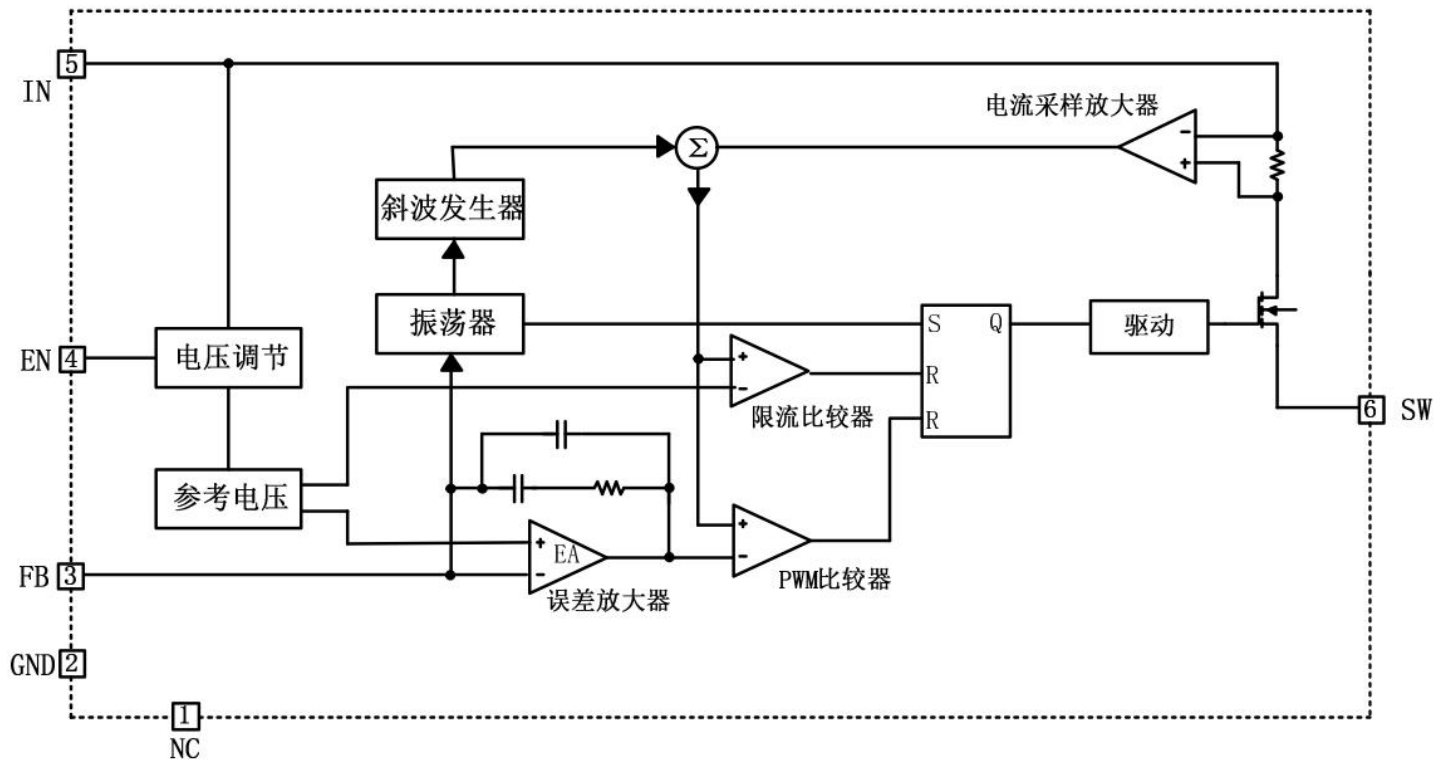 5
IN
电流采样放大器
-
+
Σ
斜波发生器
振荡器
S
Q
驱动
EN
4
电压调节
+
-
R
限流比较器
R
6
SW
参考电压
+
EA
-
误差放大器
+
-
PWM比较器
FB
3
GND
2
1
NC